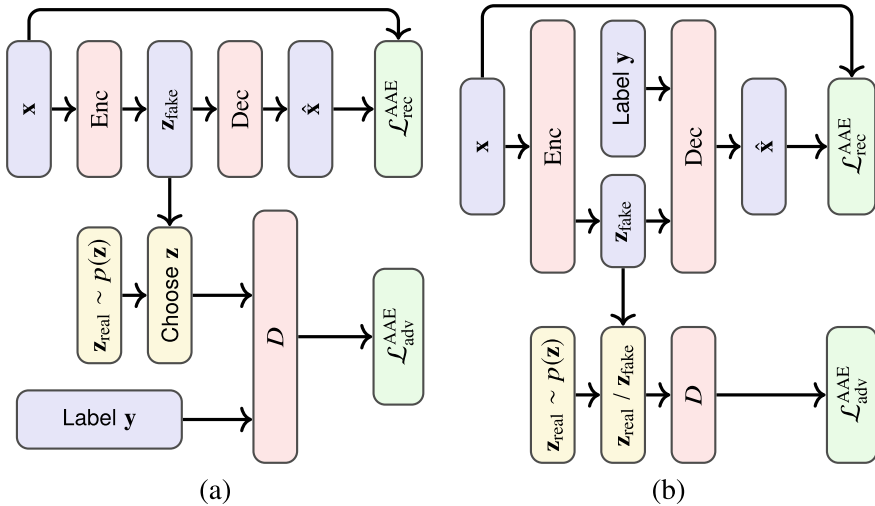 x
Enc
z_fake
Dec
x̂
ℒ_rec^AAE
z_real ~ p(z)
Choose z
D
ℒ_adv^AAE
Label y
(a)
x
Enc
Label y
z_fake
Dec
x̂
ℒ_rec^AAE
z_real ~ p(z)
z_real / z_fake
D
ℒ_adv^AAE
(b)